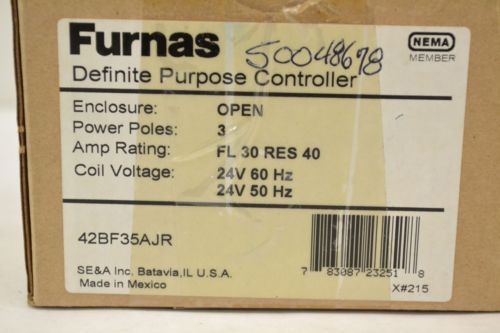 Furnas 50048678
NEMA
MEMBER
Definite Purpose Controller
Enclosure: OPEN
Power Poles: 3
Amp Rating: FL 30 RES 40
Coil Voltage: 24V 60 Hz
24V 50 Hz
42BF35AJR
SE&A Inc. Batavia,IL U.S.A.
Made in Mexico
7 83087 23251 8
X#215